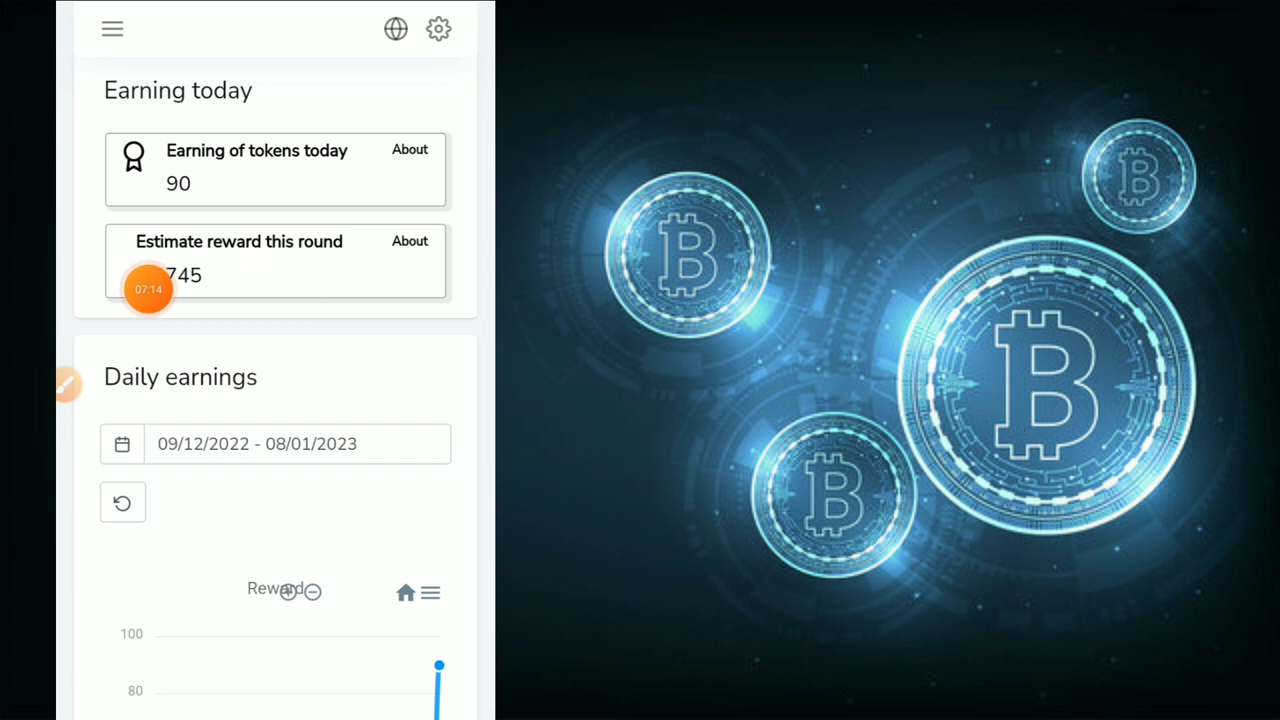 Earning today
Earning of tokens today
About
90
Estimate reward this round
About
745
07:14
Daily earnings
09/12/2022 - 08/01/2023
Reward
100
80